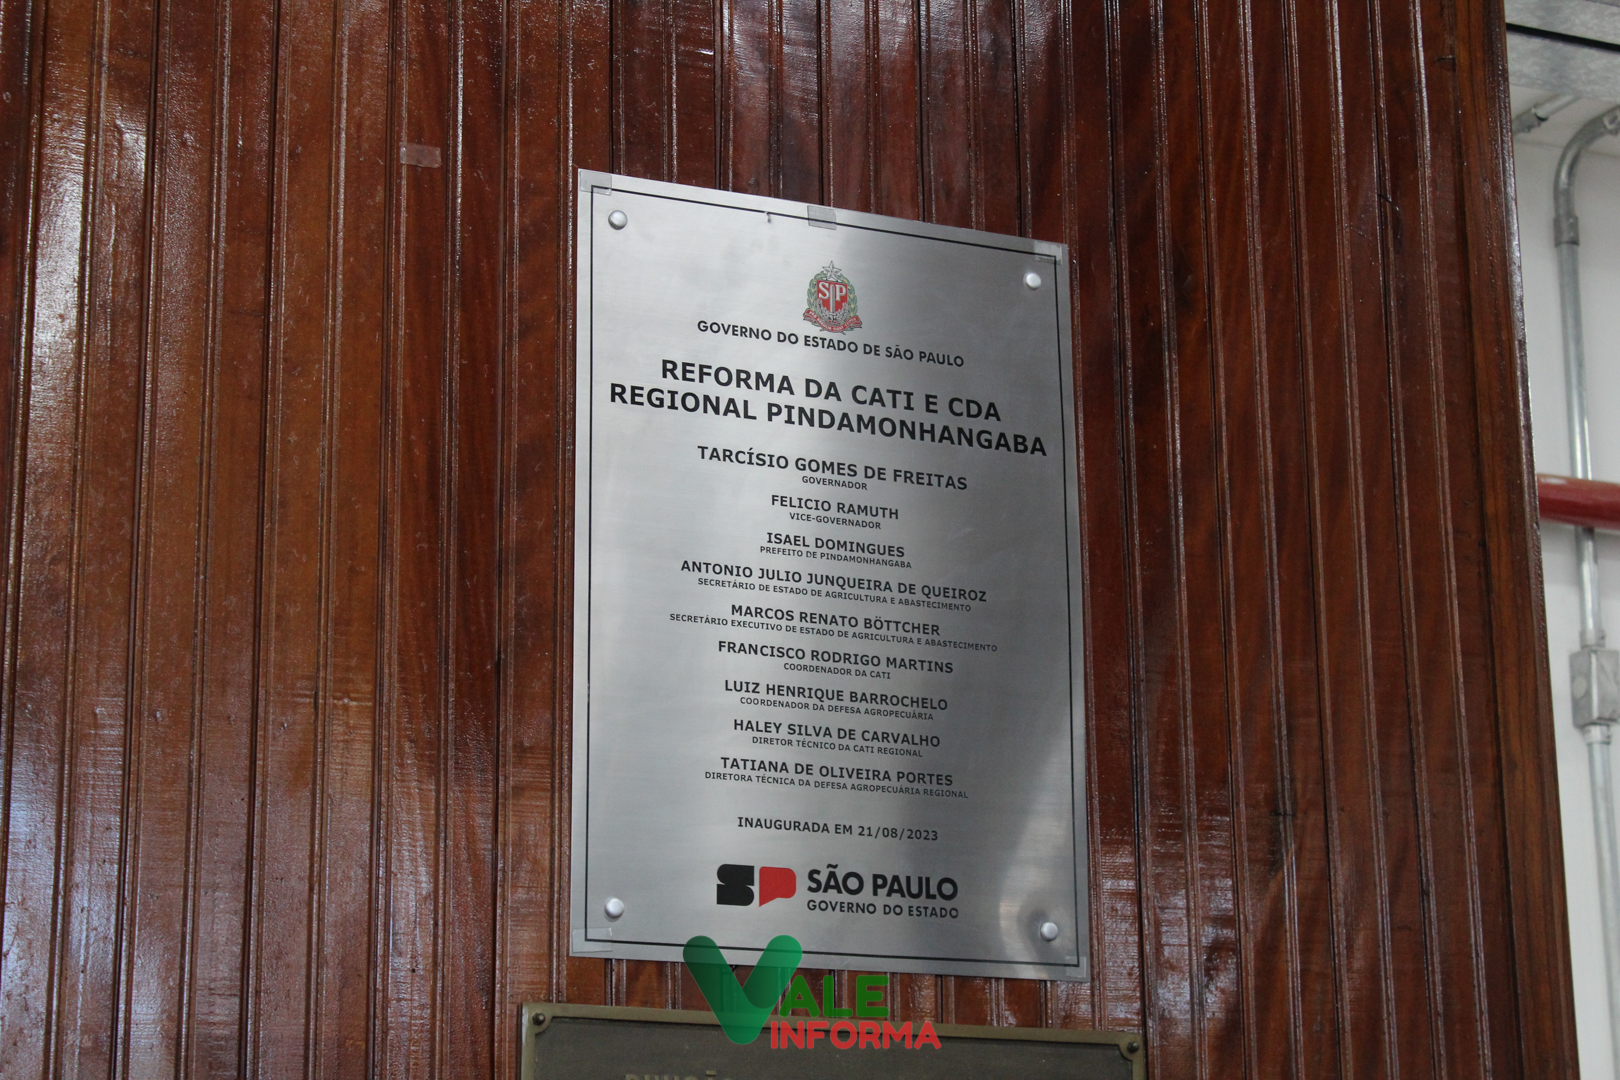 SP
GOVERNO DO ESTADO DE SÃO PAULO
REFORMA DA CATI E CDA
REGIONAL PINDAMONHANGABA
TARCÍSIO GOMES DE FREITAS
GOVERNADOR
FELICIO RAMUTH
VICE-GOVERNADOR
ISAEL DOMINGUES
PREFEITO DE PINDAMONHANGABA
ANTONIO JULIO JUNQUEIRA DE QUEIROZ
SECRETÁRIO DE ESTADO DE AGRICULTURA E ABASTECIMENTO
MARCOS RENATO BÖTTCHER
SECRETÁRIO EXECUTIVO DE ESTADO DE AGRICULTURA E ABASTECIMENTO
FRANCISCO RODRIGO MARTINS
COORDENADOR DA CATI
LUIZ HENRIQUE BARROCHELO
COORDENADOR DA DEFESA AGROPECUÁRIA
HALEY SILVA DE CARVALHO
DIRETOR TÉCNICO DA CATI REGIONAL
TATIANA DE OLIVEIRA PORTES
DIRETORA TÉCNICA DA DEFESA AGROPECUÁRIA REGIONAL
INAUGURADA EM 21/08/2023
SP SÃO PAULO
GOVERNO DO ESTADO
VALE
INFORMA